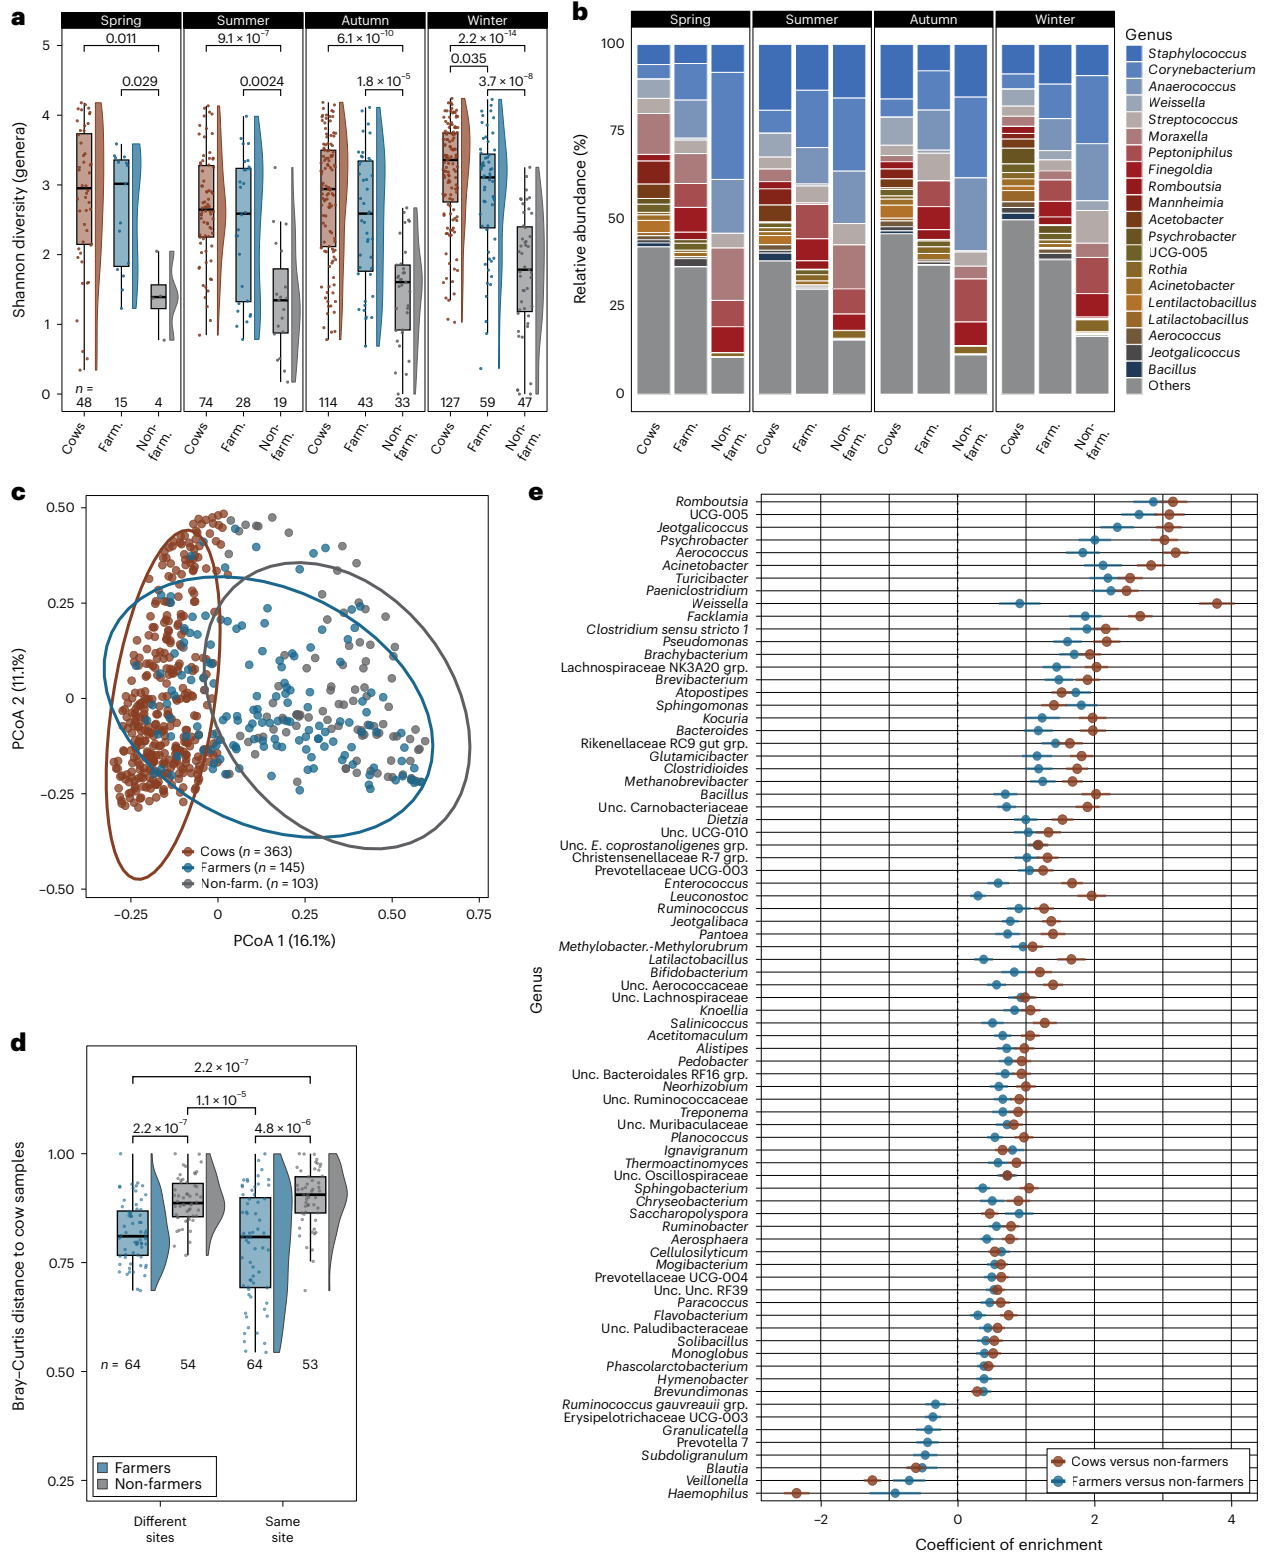 a
Spring Summer Autumn Winter
0.011 9.1 × 10⁻⁷ 6.1 × 10⁻¹⁰ 2.2 × 10⁻¹⁴
0.035
0.029 0.0024 1.8 × 10⁻⁵ 3.7 × 10⁻⁸
Shannon diversity (genera)
5
4
3
2
1
0
n =
48 15 4 74 28 19 114 43 33 127 59 47
Cows Farm. Non-farm. Cows Farm. Non-farm. Cows Farm. Non-farm. Cows Farm. Non-farm.
b
Spring Summer Autumn Winter
Relative abundance (%)
100
75
50
25
0
Cows Farm. Non-farm. Cows Farm. Non-farm. Cows Farm. Non-farm. Cows Farm. Non-farm.
Genus
Staphylococcus
Corynebacterium
Anaerococcus
Weissella
Streptococcus
Moraxella
Peptoniphilus
Finegoldia
Romboutsia
Mannheimia
Acetobacter
Psychrobacter
UCG-005
Rothia
Acinetobacter
Lentilactobacillus
Latilactobacillus
Aerococcus
Jeotgalicoccus
Bacillus
Others
c
PCoA 2 (11.1%)
0.50
0.25
0
−0.25
−0.50
Cows (n = 363)
Farmers (n = 145)
Non-farm. (n = 103)
−0.25 0 0.25 0.50 0.75
PCoA 1 (16.1%)
d
Bray–Curtis distance to cow samples
2.2 × 10⁻⁷
1.1 × 10⁻⁵
2.2 × 10⁻⁷ 4.8 × 10⁻⁶
1.00
0.75
0.50
0.25
n = 64 54 64 53
Farmers
Non-farmers
Different sites
Same site
e
Genus
Romboutsia
UCG-005
Jeotgalicoccus
Psychrobacter
Aerococcus
Acinetobacter
Turicibacter
Paeniclostridium
Weissella
Facklamia
Clostridium sensu stricto 1
Pseudomonas
Brachybacterium
Lachnospiraceae NK3A20 grp.
Brevibacterium
Atopostipes
Sphingomonas
Kocuria
Bacteroides
Rikenellaceae RC9 gut grp.
Glutamicibacter
Clostridioides
Methanobrevibacter
Bacillus
Unc. Carnobacteriaceae
Dietzia
Unc. UCG-010
Unc. E. coprostanoligenes grp.
Christensenellaceae R-7 grp.
Prevotellaceae UCG-003
Enterococcus
Leuconostoc
Ruminococcus
Jeotgalibaca
Pantoea
Methylobacter.-Methylorubrum
Latilactobacillus
Bifidobacterium
Unc. Aerococcaceae
Unc. Lachnospiraceae
Knoellia
Salinicoccus
Acetitomaculum
Alistipes
Pedobacter
Unc. Bacteroidales RF16 grp.
Neorhizobium
Unc. Ruminococcaceae
Treponema
Unc. Muribaculaceae
Planococcus
Ignavigranum
Thermoactinomyces
Unc. Oscillospiraceae
Sphingobacterium
Chryseobacterium
Saccharopolyspora
Ruminobacter
Aerosphaera
Cellulosilyticum
Mogibacterium
Prevotellaceae UCG-004
Unc. Unc. RF39
Paracoccus
Flavobacterium
Unc. Paludibacteraceae
Solibacillus
Monoglobus
Phascolarctobacterium
Hymenobacter
Brevundimonas
Ruminococcus gauvreauii grp.
Erysipelotrichaceae UCG-003
Granulicatella
Prevotella 7
Subdoligranulum
Blautia
Veillonella
Haemophilus
Cows versus non-farmers
Farmers versus non-farmers
−2 0 2 4
Coefficient of enrichment